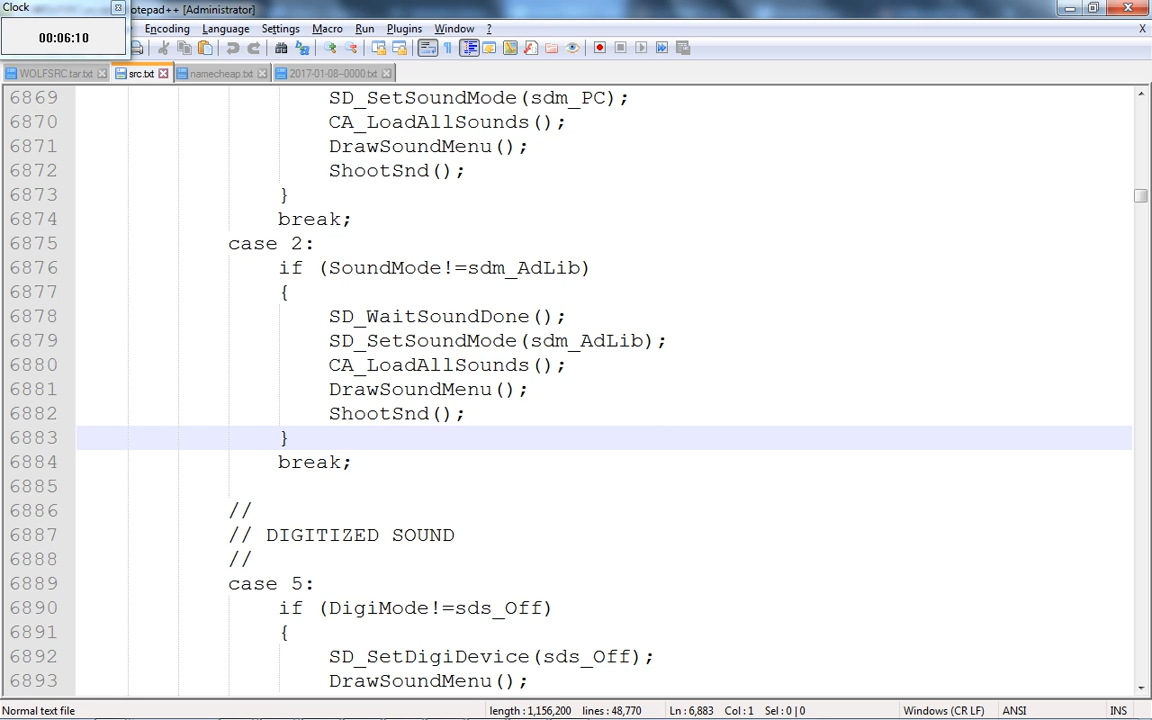 Clock
otepad++ [Administrator]
00:06:10
Encoding Language Settings Macro Run Plugins Window ? X
WOLFSRC.tar.txt src.txt namecheap.txt 2017-01-08--0000.txt
6869 SD_SetSoundMode(sdm_PC);
6870 CA_LoadAllSounds();
6871 DrawSoundMenu();
6872 ShootSnd();
6873 }
6874 break;
6875 case 2:
6876 if (SoundMode!=sdm_AdLib)
6877 {
6878 SD_WaitSoundDone();
6879 SD_SetSoundMode(sdm_AdLib);
6880 CA_LoadAllSounds();
6881 DrawSoundMenu();
6882 ShootSnd();
6883 }
6884 break;
6885
6886 //
6887 // DIGITIZED SOUND
6888 //
6889 case 5:
6890 if (DigiMode!=sds_Off)
6891 {
6892 SD_SetDigiDevice(sds_Off);
6893 DrawSoundMenu();
Normal text file length : 1,156,200 lines : 48,770 Ln : 6,883 Col : 1 Sel : 0 | 0 Windows (CR LF) ANSI INS